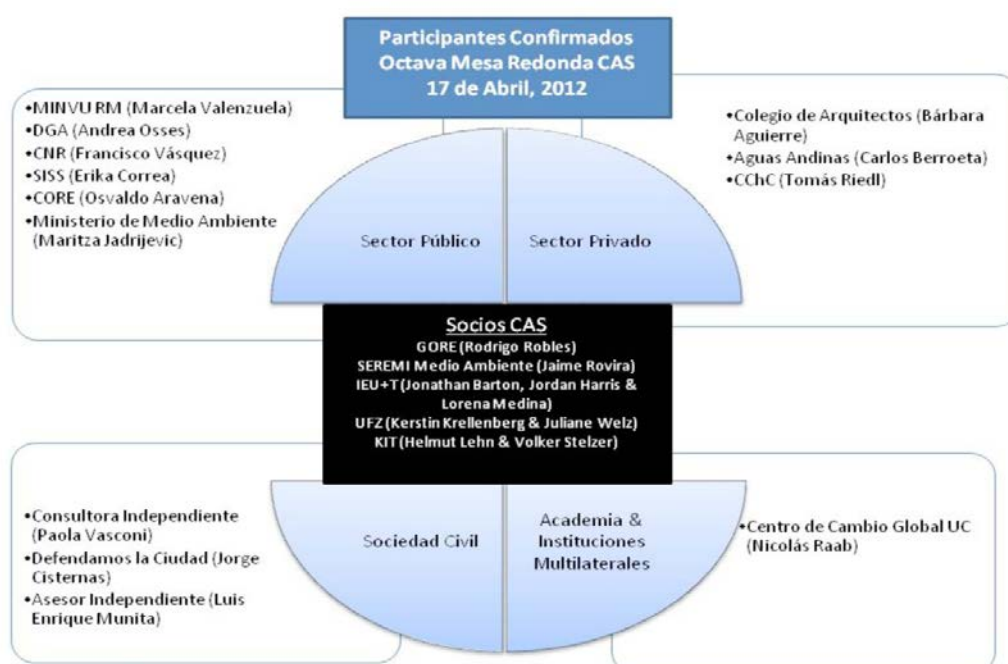 Participantes Confirmados
Octava Mesa Redonda CAS
17 de Abril, 2012
•MINVU RM (Marcela Valenzuela)
•DGA (Andrea Osses)
•CNR (Francisco Vásquez)
•SISS (Erika Correa)
•CORE (Osvaldo Aravena)
•Ministerio de Medio Ambiente
(Maritza Jadrijevic)
Sector Público
•Colegio de Arquitectos (Bárbara
Aguierre)
•Aguas Andinas (Carlos Berroeta)
•CChC (Tomás Riedl)
Sector Privado
Socios CAS
GORE (Rodrigo Robles)
SEREMI Medio Ambiente (Jaime Rovira)
IEU+T(Jonathan Barton, Jordan Harris &
Lorena Medina)
UFZ (Kerstin Krellenberg & Juliane Welz)
KIT (Helmut Lehn & Volker Stelzer)
•Consultora Independiente
(Paola Vasconi)
•Defendamos la Ciudad (Jorge
Cisternas)
•Asesor Independiente (Luis
Enrique Munita)
Sociedad Civil
Academia &
Instituciones
Multilaterales
•Centro de Cambio Global UC
(Nicolás Raab)